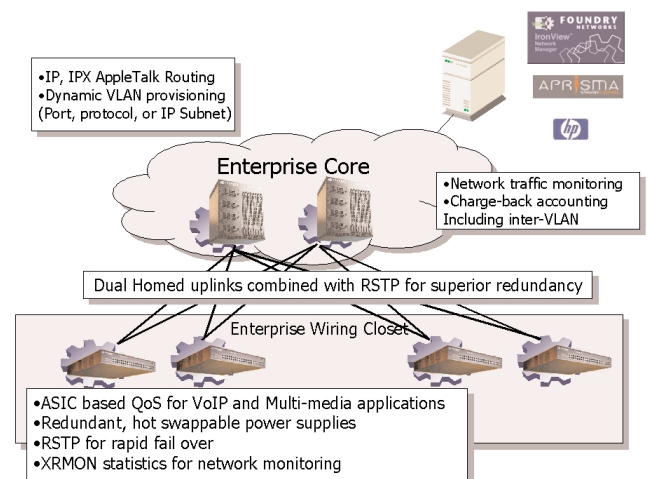 FOUNDRY
NETWORKS
IronView
Network
Manager
APRISMA
hp
•IP, IPX AppleTalk Routing
•Dynamic VLAN provisioning
(Port, protocol, or IP Subnet)
Enterprise Core
•Network traffic monitoring
•Charge-back accounting
Including inter-VLAN
Dual Homed uplinks combined with RSTP for superior redundancy
Enterprise Wiring Closet
•ASIC based QoS for VoIP and Multi-media applications
•Redundant, hot swappable power supplies
•RSTP for rapid fail over
•XRMON statistics for network monitoring